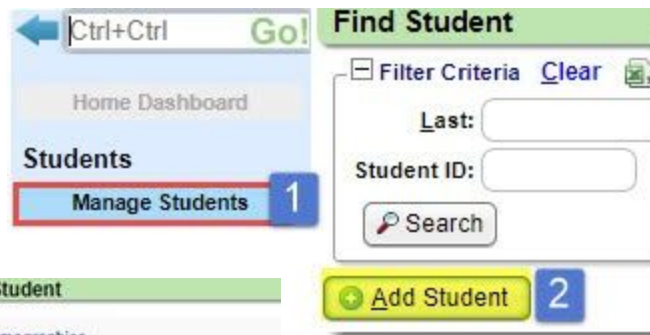 Ctrl+Ctrl Go!
Home Dashboard
Students
Manage Students 1
Find Student
Filter Criteria Clear
Last:
Student ID:
Search
Add Student 2
Student